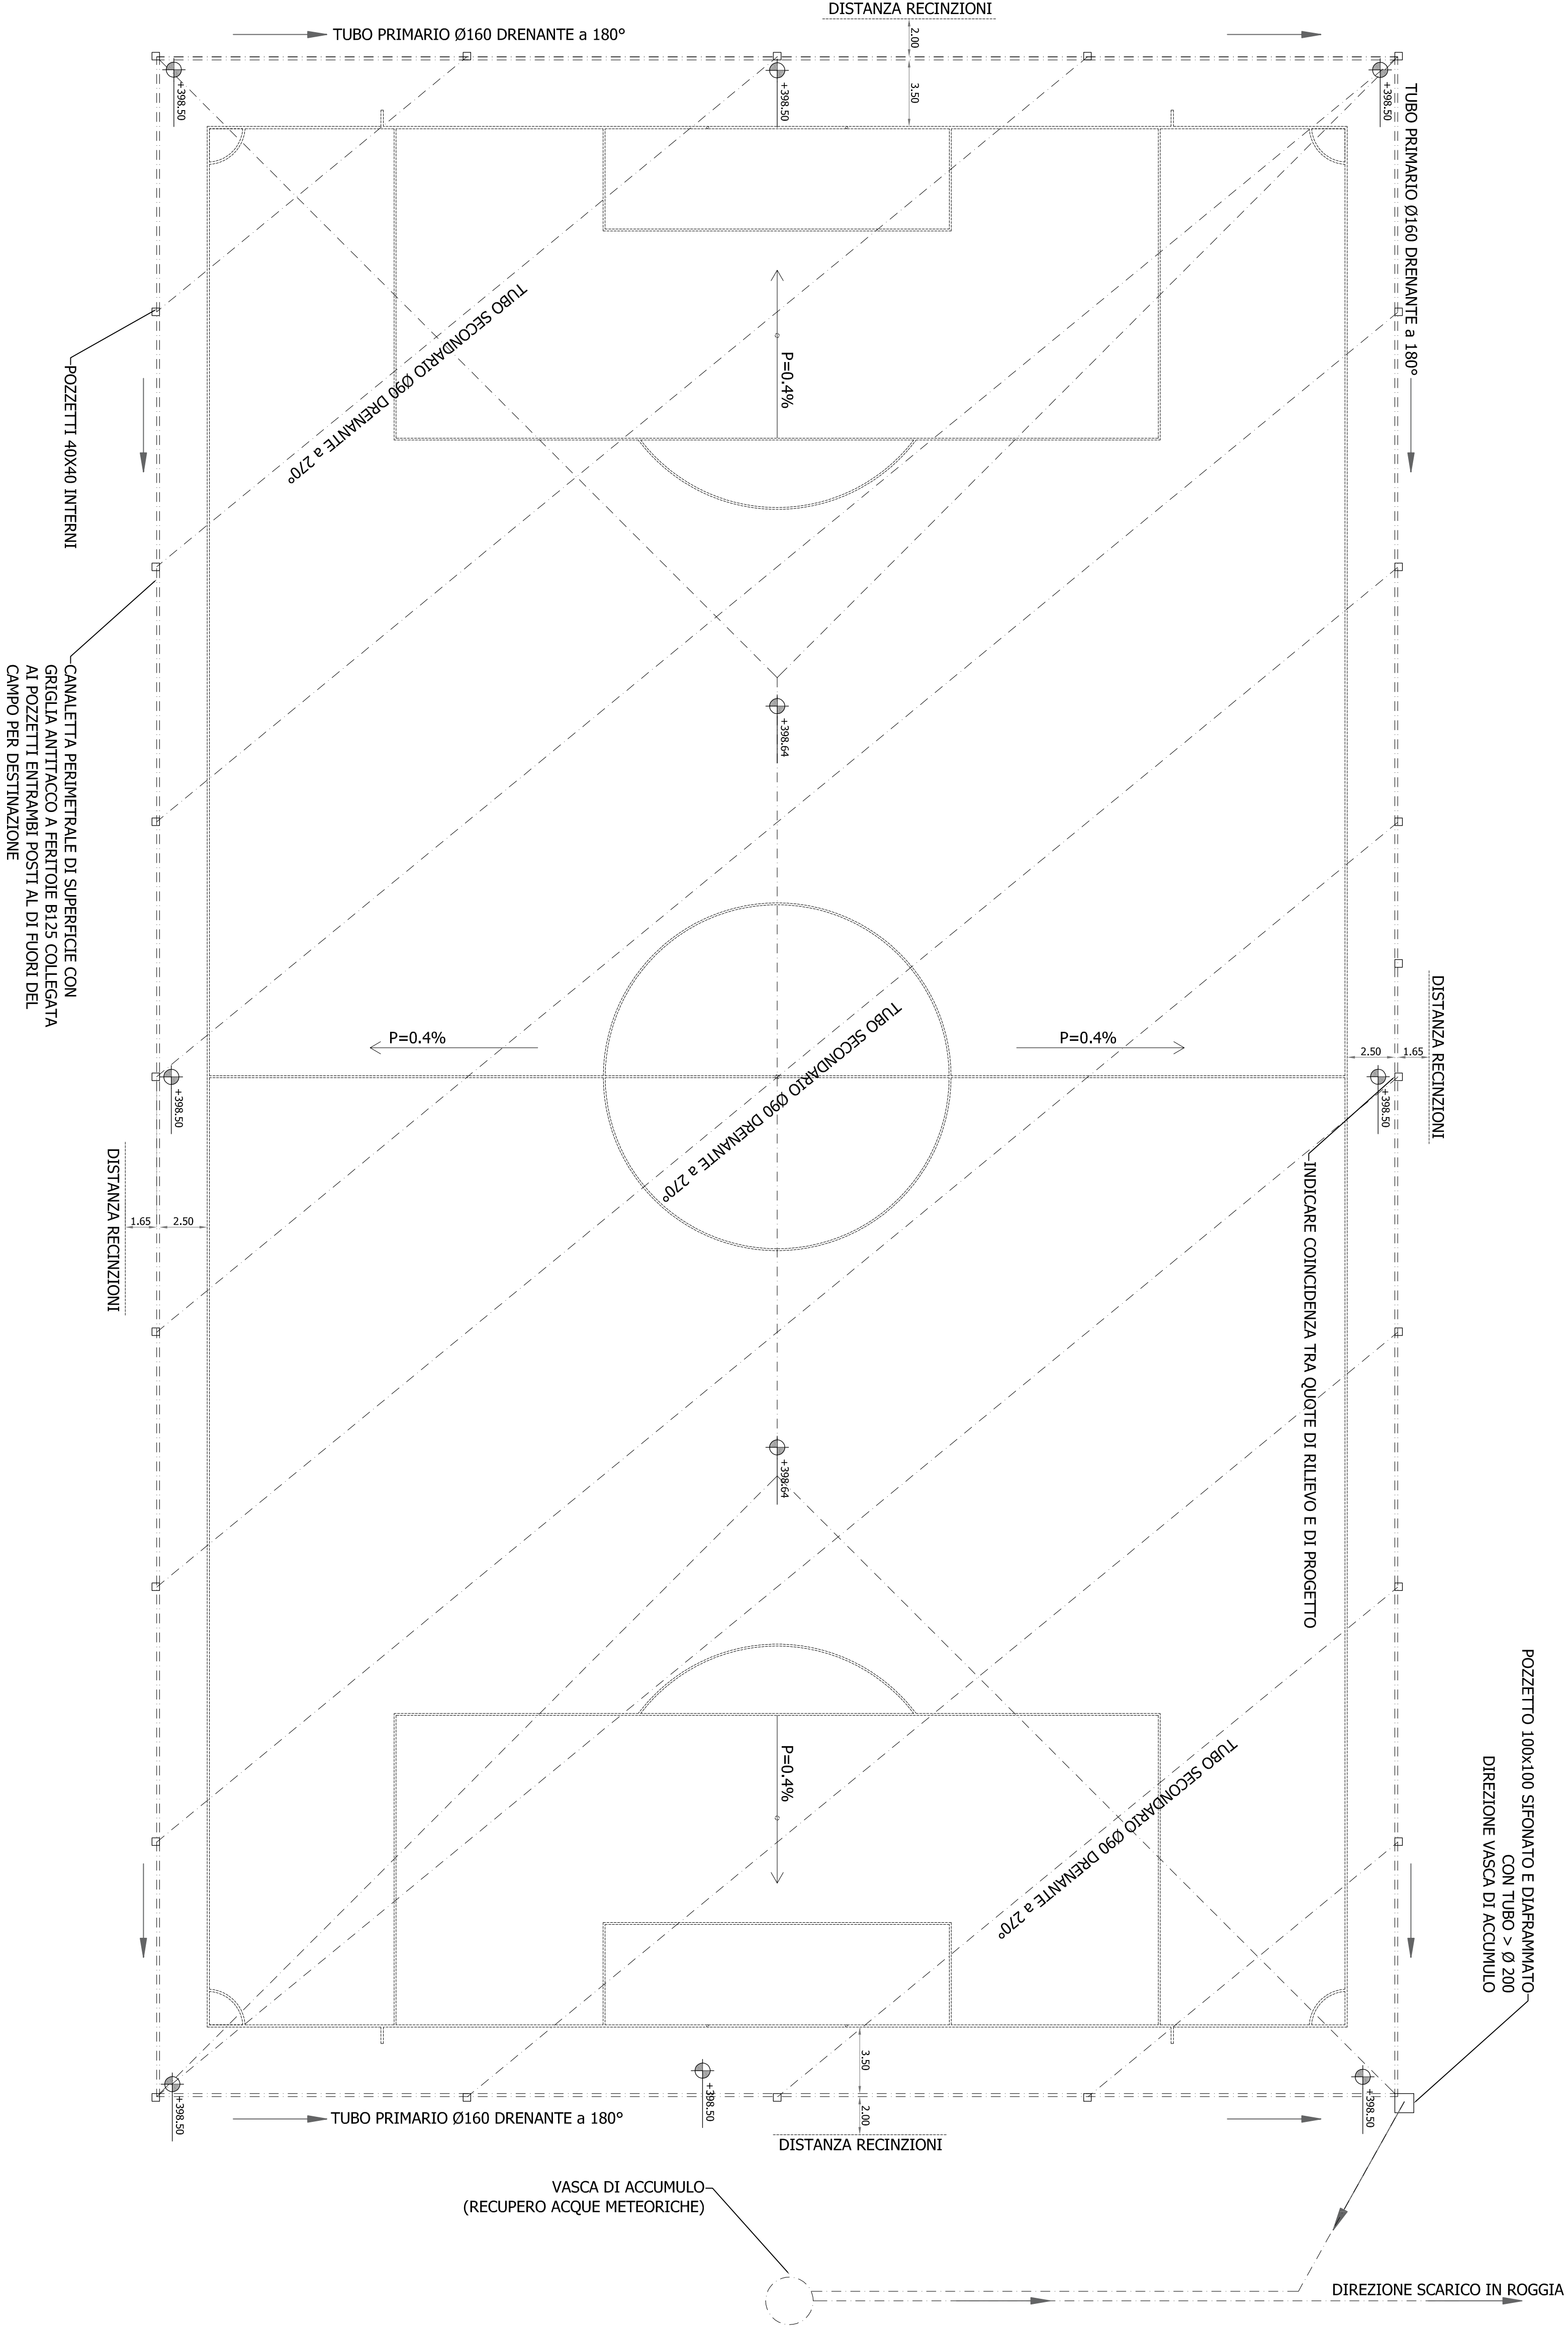 DISTANZA RECINZIONI
TUBO PRIMARIO Ø160 DRENANTE a 180°
2.00
3.50
+398.50
+398.50
+398.50
TUBO PRIMARIO Ø160 DRENANTE a 180°
TUBO SECONDARIO Ø90 DRENANTE a 270°
P=0.4%
POZZETTI 40X40 INTERNI
CANALETTA PERIMETRALE DI SUPERFICIE CON
GRIGLIA ANTITACCO A FERITOIE B125 COLLEGATA
AI POZZETTI ENTRAMBI POSTI AL DI FUORI DEL
CAMPO PER DESTINAZIONE
+398.64
DISTANZA RECINZIONI
2.50
1.65
P=0.4%
P=0.4%
TUBO SECONDARIO Ø90 DRENANTE a 270°
+398.50
+398.50
DISTANZA RECINZIONI
1.65
2.50
INDICARE COINCIDENZA TRA QUOTE DI RILIEVO E DI PROGETTO
+398.64
P=0.4%
TUBO SECONDARIO Ø90 DRENANTE a 270°
POZZETTO 100x100 SIFONATO E DIAFRAMMATO
CON TUBO > Ø 200
DIREZIONE VASCA DI ACCUMULO
3.50
2.00
+398.50
+398.50
+398.50
TUBO PRIMARIO Ø160 DRENANTE a 180°
DISTANZA RECINZIONI
VASCA DI ACCUMULO
(RECUPERO ACQUE METEORICHE)
DIREZIONE SCARICO IN ROGGIA